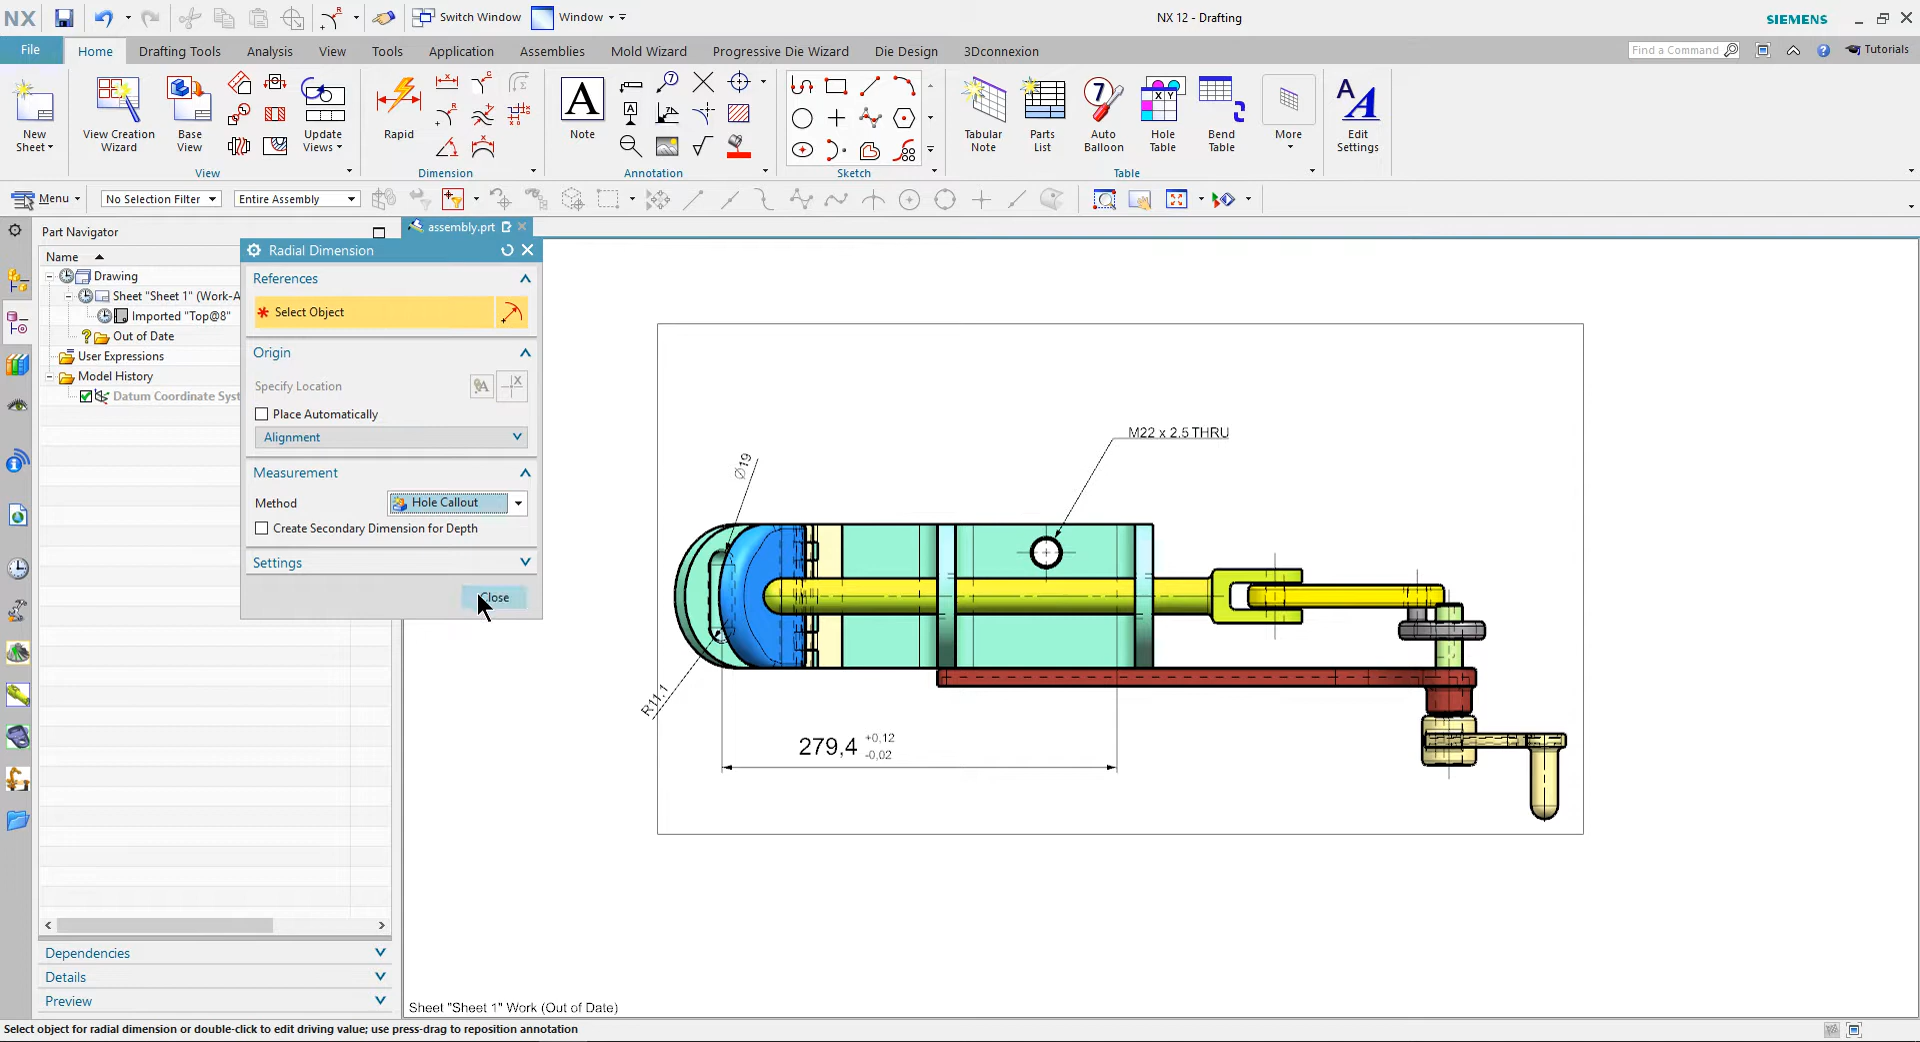 NX Switch Window Window NX 12 - Drafting SIEMENS
File Home Drafting Tools Analysis View Tools Application Assemblies Mold Wizard Progressive Die Wizard Die Design 3Dconnexion Find a Command Tutorials
New Sheet
View Creation Wizard
Base View
Update Views
Rapid
A
Note
Tabular Note
Parts List
Auto Balloon
Hole Table
Bend Table
More
Edit Settings
View Dimension Annotation Sketch Table
Menu No Selection Filter Entire Assembly
Part Navigator
assembly.prt
Name
Drawing
Sheet "Sheet 1" (Work-A
Imported "Top@8"
Out of Date
User Expressions
Model History
Datum Coordinate Syst
Radial Dimension
References
* Select Object
Origin
Specify Location
Place Automatically
Alignment
Measurement
Method Hole Callout
Create Secondary Dimension for Depth
Settings
Close
M22 x 2.5 THRU
Ø19
R11.1
279,4 +0,12 -0,02
Dependencies
Details
Preview
Sheet "Sheet 1" Work (Out of Date)
Select object for radial dimension or double-click to edit driving value; use press-drag to reposition annotation